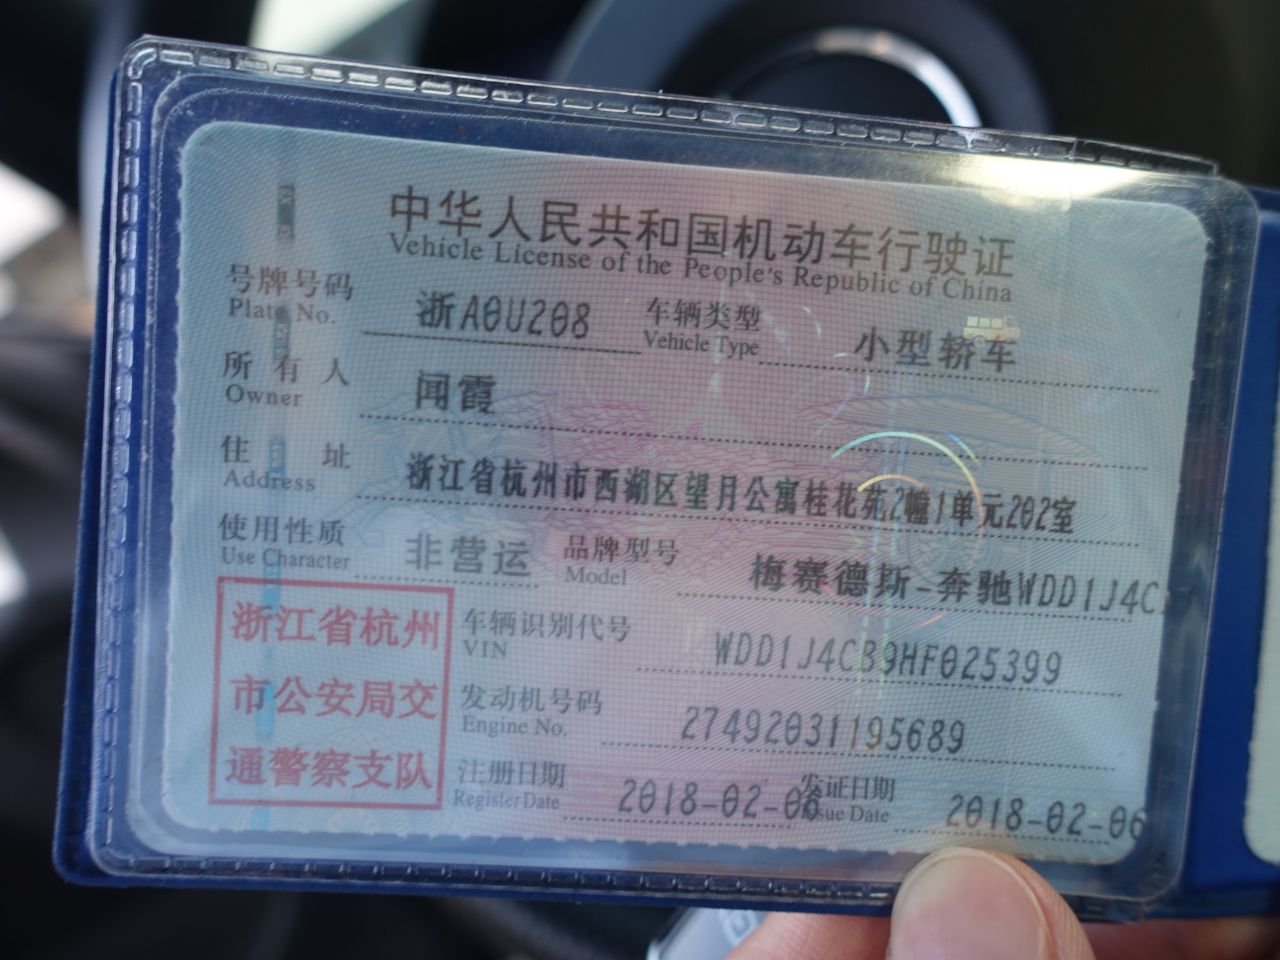 中华人民共和国机动车行驶证
Vehicle License of the People's Republic of China
号牌号码 浙A0U208 车辆类型 小型轿车
Plate No. Vehicle Type
所有人 闻霞
Owner
住址 浙江省杭州市西湖区望月公寓桂花苑2幢1单元202室
Address
使用性质 非营运 品牌型号 梅赛德斯-奔驰WDD1J4C
Use Character Model
浙江省杭州
市公安局交
通警察支队
车辆识别代号 WDD1J4CB9HF025399
VIN
发动机号码 27492031195689
Engine No.
注册日期 2018-02-06 发证日期 2018-02-06
Register Date Issue Date